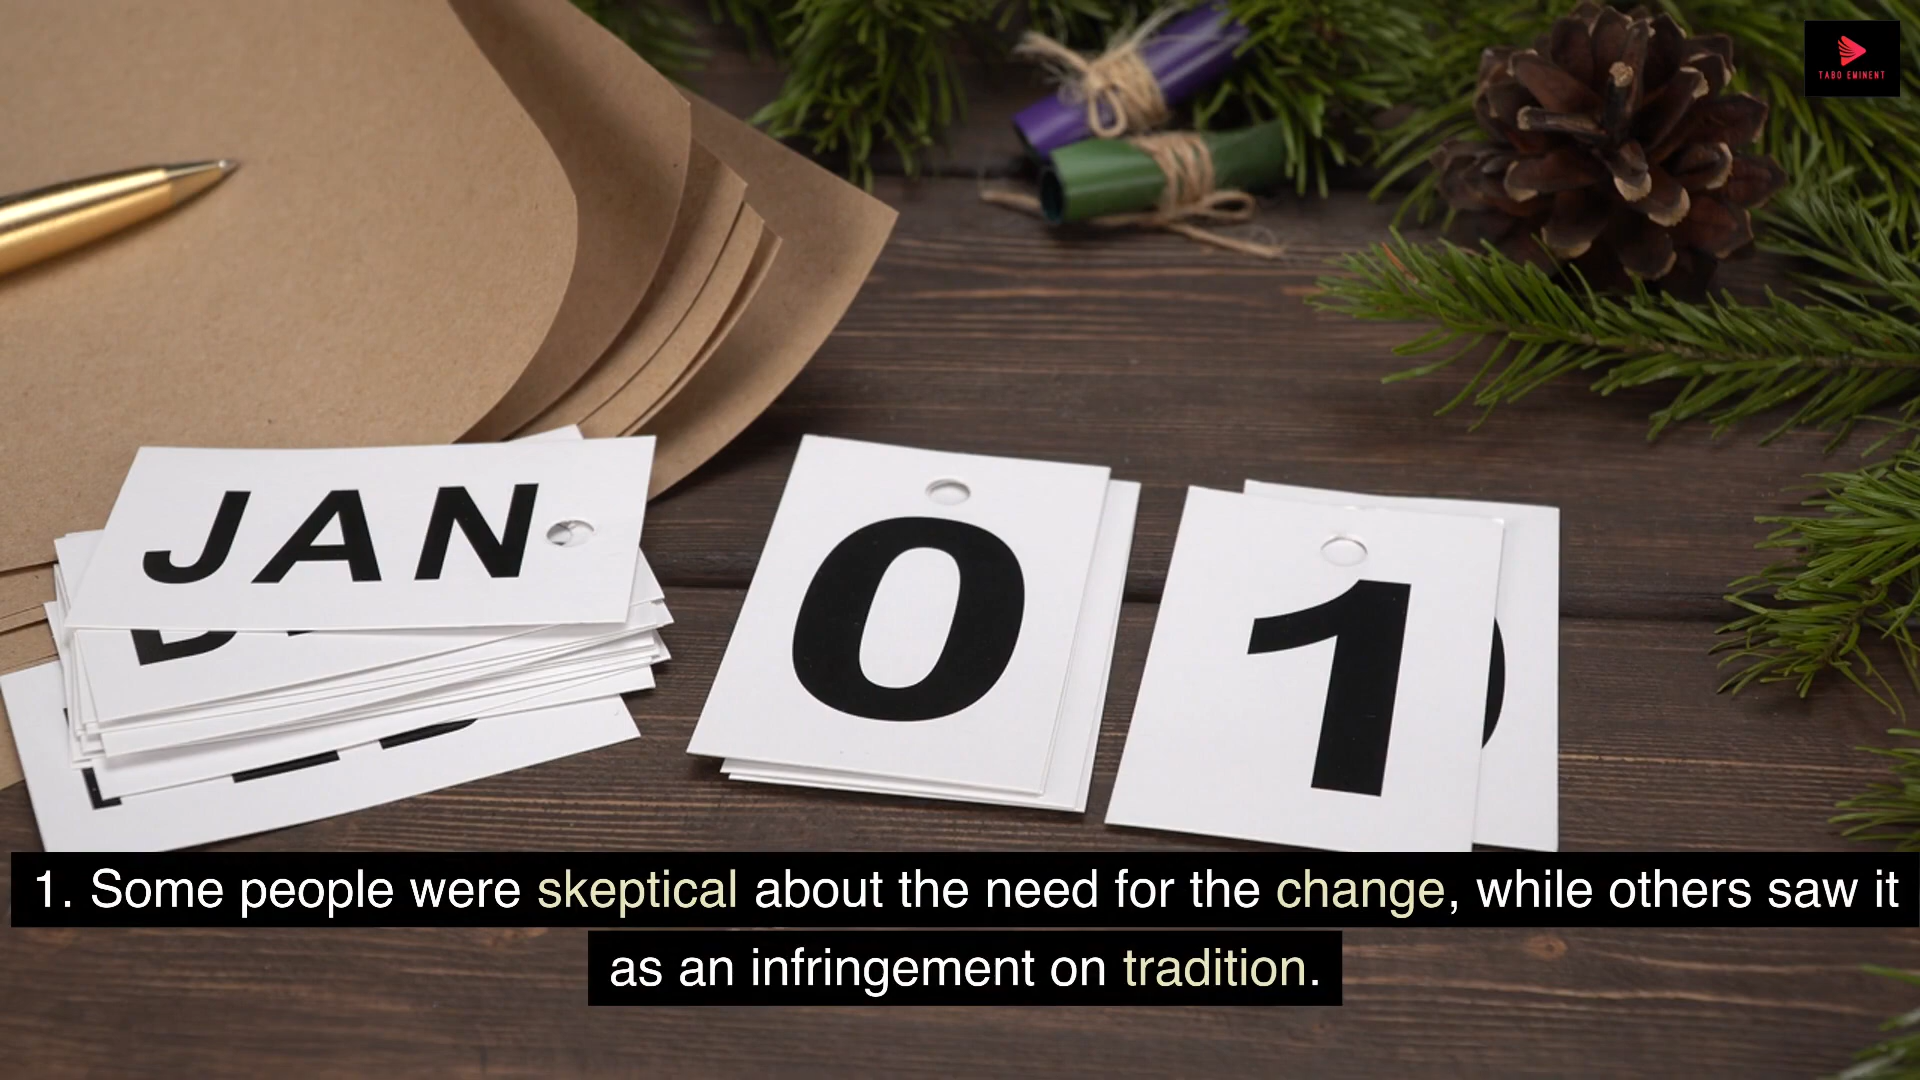 TABO EMINENT
JAN
0
1
1. Some people were skeptical about the need for the change, while others saw it
as an infringement on tradition.